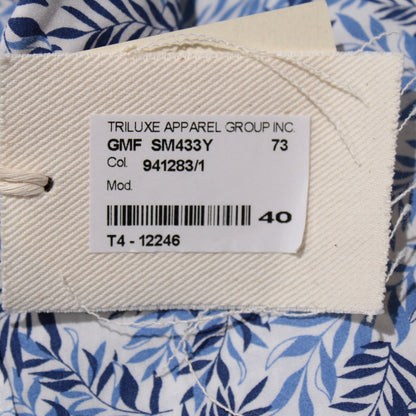 TRILUXE APPAREL GROUP INC.
GMF SM433Y 73
Col. 941283/1
Mod.
40
T4 - 12246